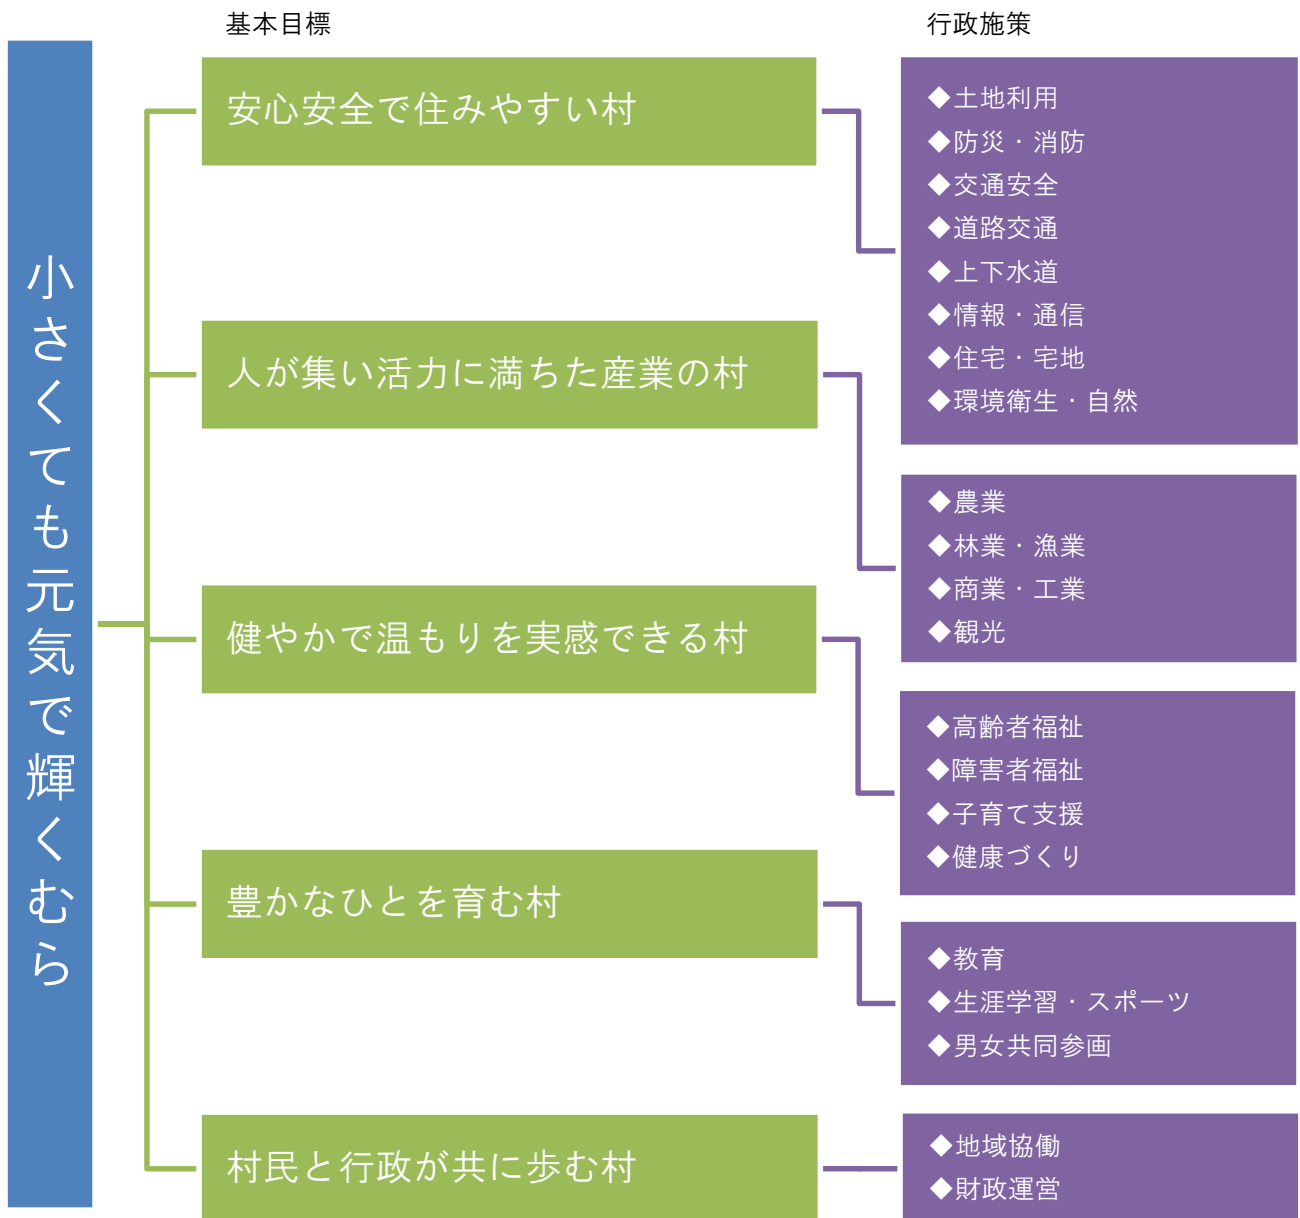 基本目標
行政施策
小さくても元気で輝くむら
安心安全で住みやすい村
◆土地利用
◆防災・消防
◆交通安全
◆道路交通
◆上下水道
◆情報・通信
◆住宅・宅地
◆環境衛生・自然
人が集い活力に満ちた産業の村
◆農業
◆林業・漁業
◆商業・工業
◆観光
健やかで温もりを実感できる村
◆高齢者福祉
◆障害者福祉
◆子育て支援
◆健康づくり
豊かなひとを育む村
◆教育
◆生涯学習・スポーツ
◆男女共同参画
村民と行政が共に歩む村
◆地域協働
◆財政運営